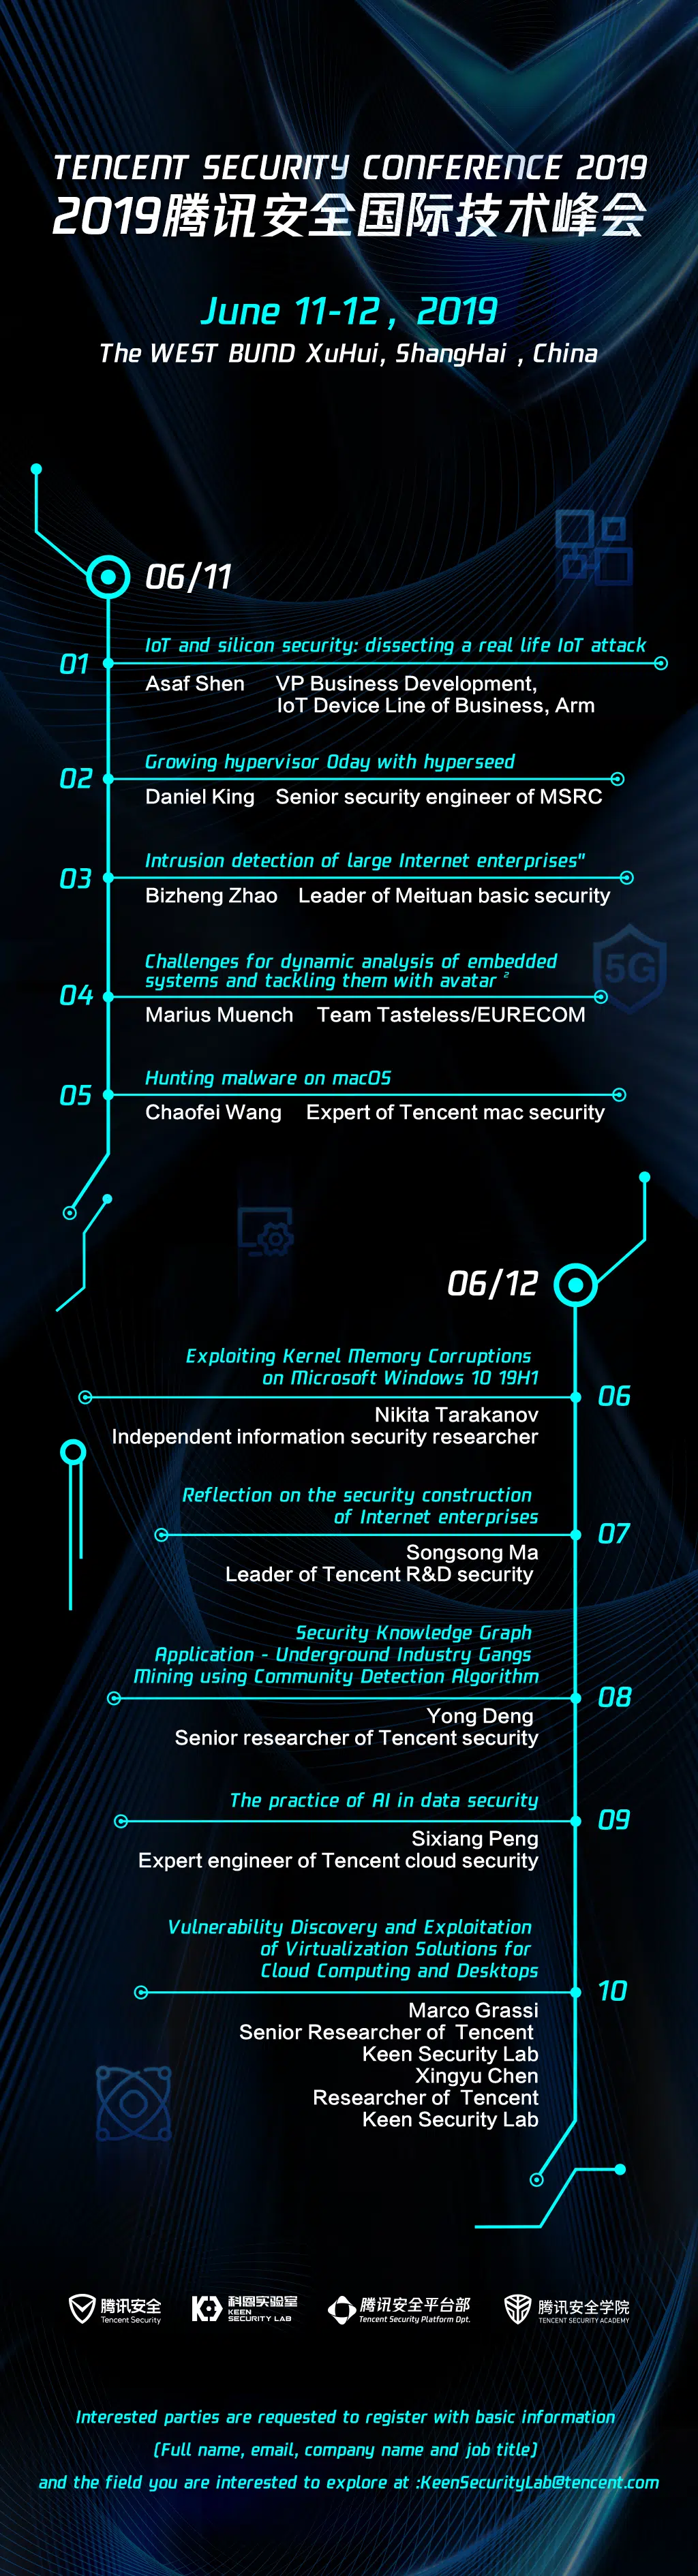 TENCENT SECURITY CONFERENCE 2019
2019腾讯安全国际技术峰会
June 11-12 , 2019
The WEST BUND XuHui, ShangHai , China
06/11
01
IoT and silicon security: dissecting a real life IoT attack
Asaf Shen VP Business Development,
IoT Device Line of Business, Arm
02
Growing hypervisor 0day with hyperseed
Daniel King Senior security engineer of MSRC
03
Intrusion detection of large Internet enterprises"
Bizheng Zhao Leader of Meituan basic security
5G
04
Challenges for dynamic analysis of embedded
systems and tackling them with avatar ²
Marius Muench Team Tasteless/EURECOM
05
Hunting malware on macOS
Chaofei Wang Expert of Tencent mac security
06/12
Exploiting Kernel Memory Corruptions
on Microsoft Windows 10 19H1
06
Nikita Tarakanov
Independent information security researcher
Reflection on the security construction
of Internet enterprises
07
Songsong Ma
Leader of Tencent R&D security
Security Knowledge Graph
Application - Underground Industry Gangs
Mining using Community Detection Algorithm
08
Yong Deng
Senior researcher of Tencent security
The practice of AI in data security
09
Sixiang Peng
Expert engineer of Tencent cloud security
Vulnerability Discovery and Exploitation
of Virtualization Solutions for
Cloud Computing and Desktops
10
Marco Grassi
Senior Researcher of Tencent
Keen Security Lab
Xingyu Chen
Researcher of Tencent
Keen Security Lab
腾讯安全
Tencent Security
科恩实验室
KEEN
SECURITY LAB
腾讯安全平台部
Tencent Security Platform Dpt.
腾讯安全学院
TENCENT SECURITY ACADEMY
Interested parties are requested to register with basic information
(Full name, email, company name and job title)
and the field you are interested to explore at :KeenSecurityLab@tencent.com